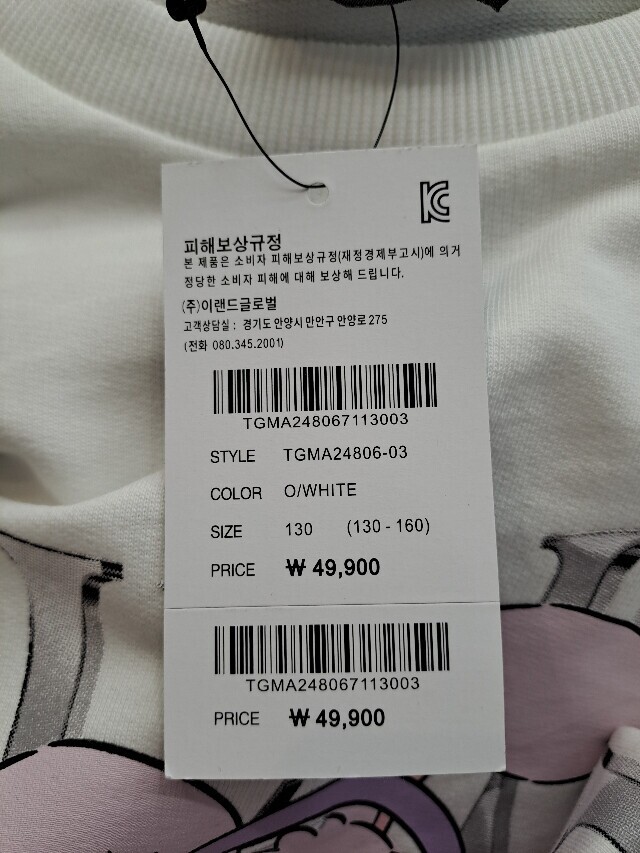 KC
피해보상규정
본 제품은 소비자 피해보상규정(재정경제부고시)에 의거
정당한 소비자 피해에 대해 보상해 드립니다.
(주)이랜드글로벌
고객상담실 : 경기도 안양시 만안구 안양로 275
(전화 080.345.2001)
TGMA248067113003
STYLE TGMA24806-03
COLOR O/WHITE
SIZE 130 (130 - 160)
PRICE ₩ 49,900
TGMA248067113003
PRICE ₩ 49,900